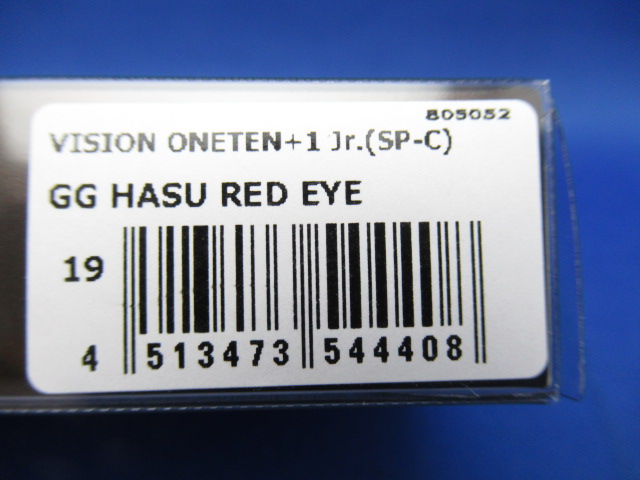 805052
VISION ONETEN+1 Jr.(SP-C)
GG HASU RED EYE
19
4 513473 544408